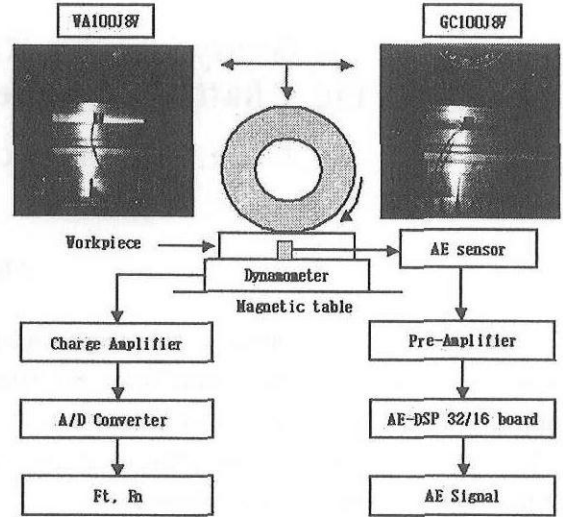 WA100J8V
GC100J8V
Workpiece
AE sensor
Dynamometer
Magnetic table
Charge Amplifier
Pre-Amplifier
A/D Converter
AE-DSP 32/16 board
Ft, Fn
AE Signal